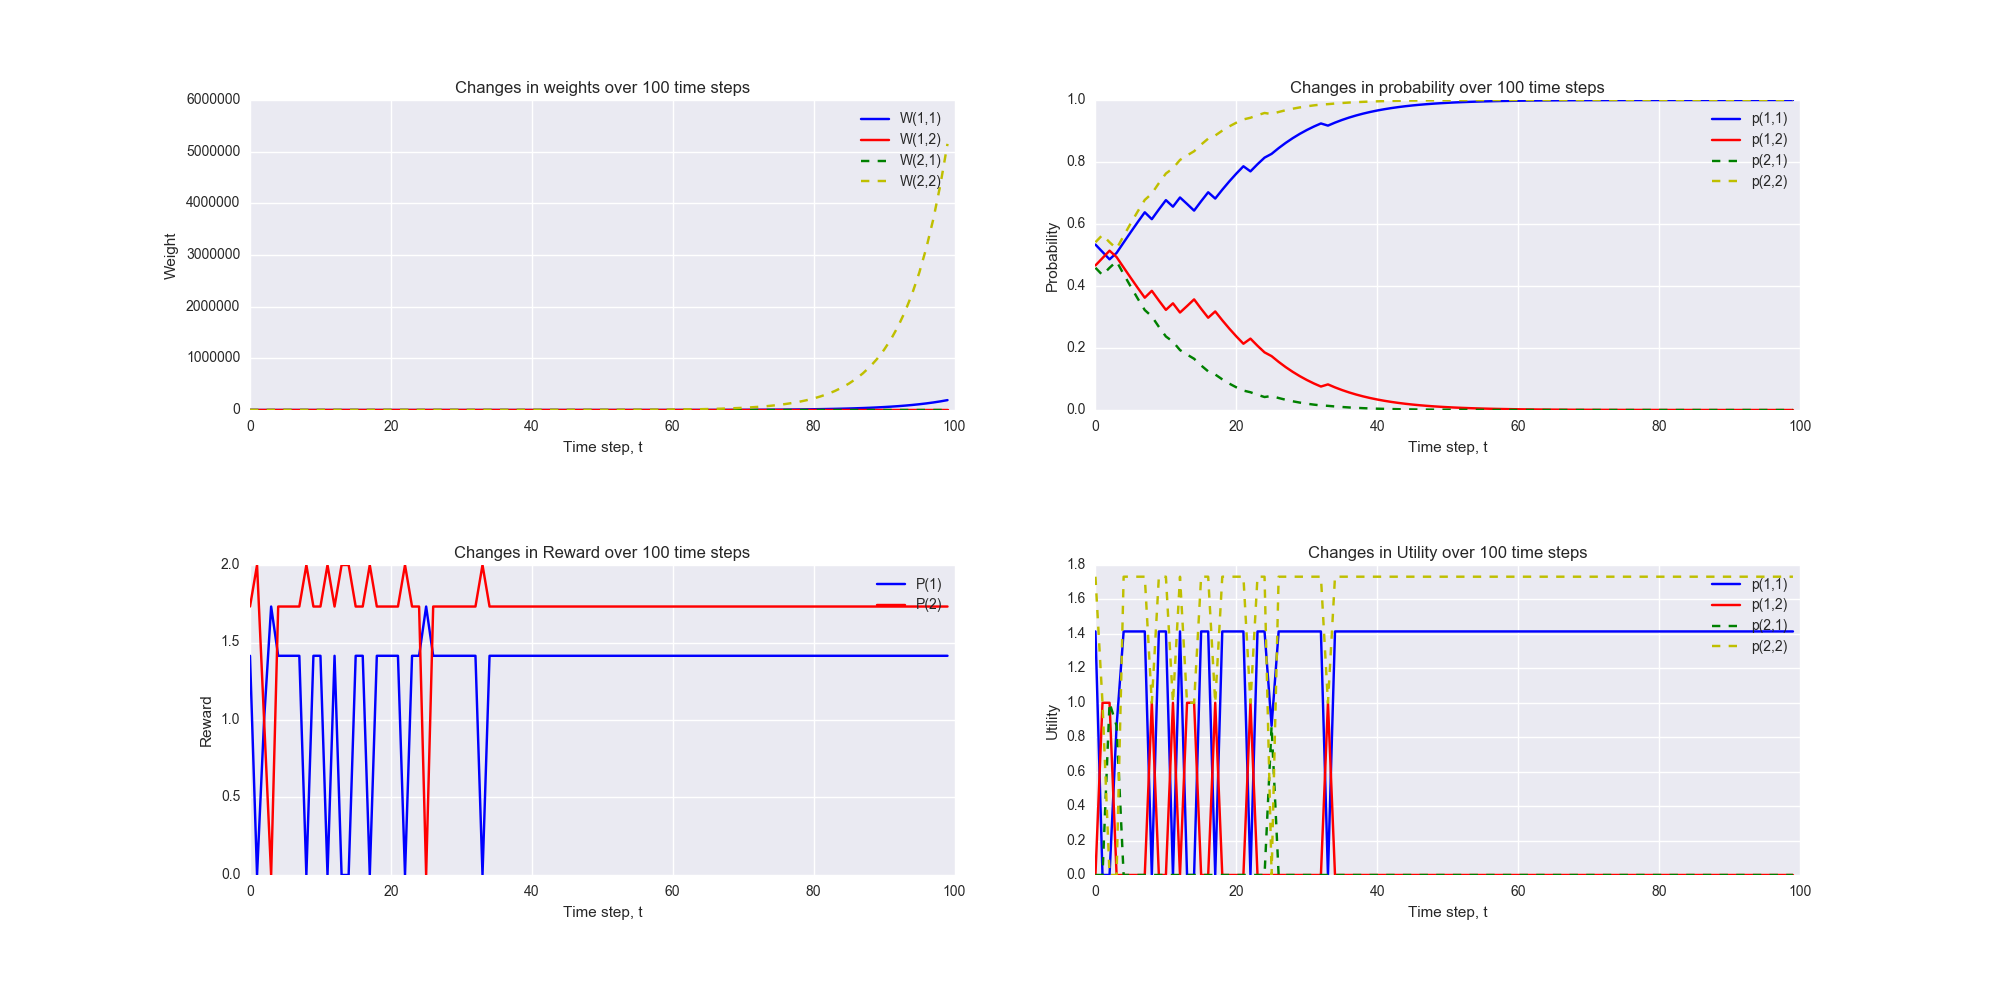 Changes in weights over 100 time steps
6000000
5000000
4000000
3000000
2000000
1000000
0
Weight
W(1,1)
W(1,2)
W(2,1)
W(2,2)
0 20 40 60 80 100
Time step, t
Changes in probability over 100 time steps
1.0
0.8
0.6
0.4
0.2
0.0
Probability
p(1,1)
p(1,2)
p(2,1)
p(2,2)
0 20 40 60 80 100
Time step, t
Changes in Reward over 100 time steps
2.0
1.5
1.0
0.5
0.0
Reward
P(1)
P(2)
0 20 40 60 80 100
Time step, t
Changes in Utility over 100 time steps
1.8
1.6
1.4
1.2
1.0
0.8
0.6
0.4
0.2
0.0
Utility
p(1,1)
p(1,2)
p(2,1)
p(2,2)
0 20 40 60 80 100
Time step, t